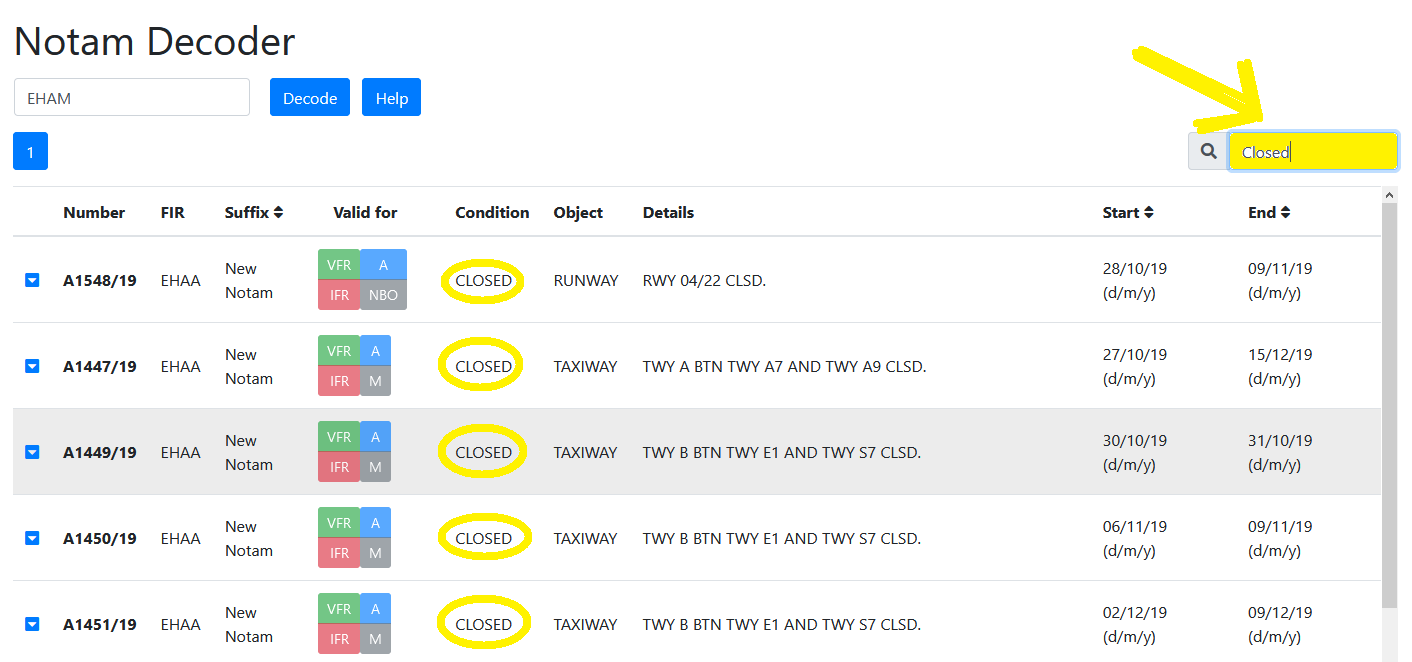 Notam Decoder
EHAM Decode Help
1 Closed
Number FIR Suffix Valid for Condition Object Details Start End
A1548/19 EHAA New Notam VFR A IFR NBO CLOSED RUNWAY RWY 04/22 CLSD. 28/10/19 (d/m/y) 09/11/19 (d/m/y)
A1447/19 EHAA New Notam VFR A IFR M CLOSED TAXIWAY TWY A BTN TWY A7 AND TWY A9 CLSD. 27/10/19 (d/m/y) 15/12/19 (d/m/y)
A1449/19 EHAA New Notam VFR A IFR M CLOSED TAXIWAY TWY B BTN TWY E1 AND TWY S7 CLSD. 30/10/19 (d/m/y) 31/10/19 (d/m/y)
A1450/19 EHAA New Notam VFR A IFR M CLOSED TAXIWAY TWY B BTN TWY E1 AND TWY S7 CLSD. 06/11/19 (d/m/y) 09/11/19 (d/m/y)
A1451/19 EHAA New Notam VFR A IFR M CLOSED TAXIWAY TWY B BTN TWY E1 AND TWY S7 CLSD. 02/12/19 (d/m/y) 09/12/19 (d/m/y)